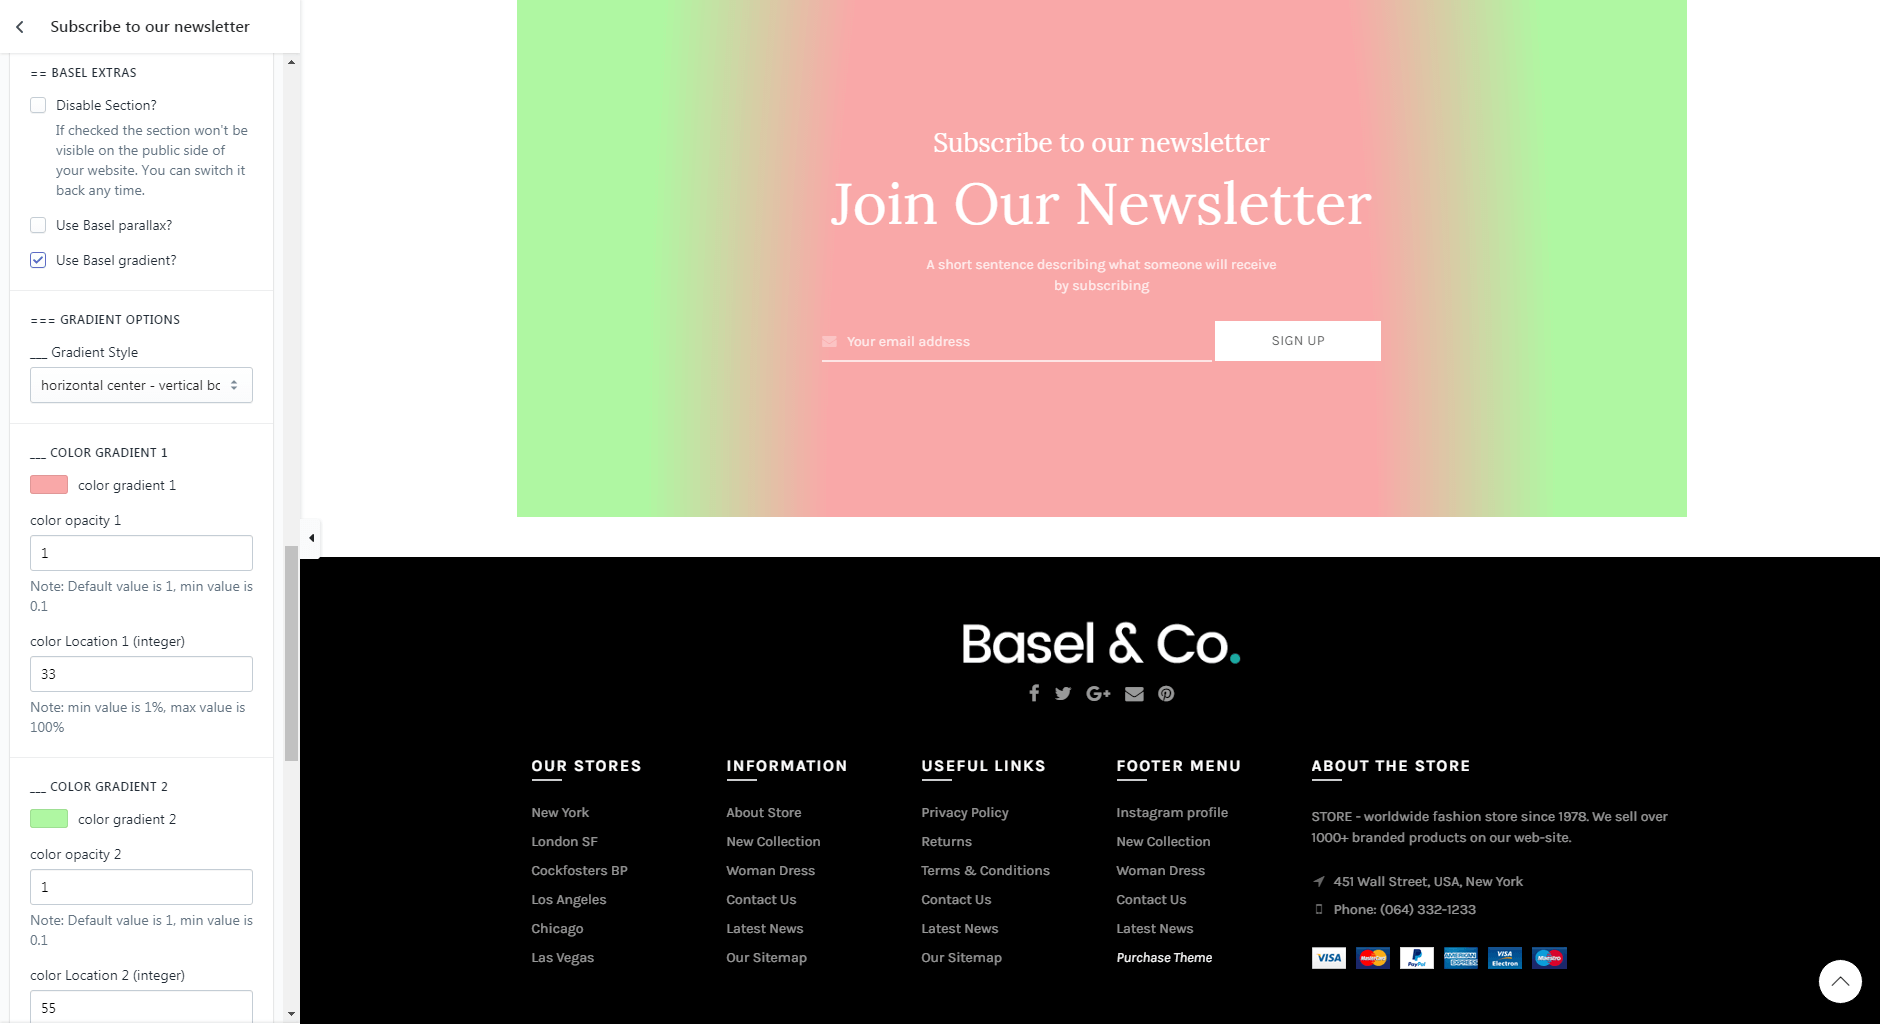 Subscribe to our newsletter
== BASEL EXTRAS
Disable Section?
If checked the section won't be
visible on the public side of
your website. You can switch it
back any time.
Use Basel parallax?
Use Basel gradient?
=== GRADIENT OPTIONS
___ Gradient Style
horizontal center - vertical bc
___ COLOR GRADIENT 1
color gradient 1
color opacity 1
1
Note: Default value is 1, min value is
0.1
color Location 1 (integer)
33
Note: min value is 1%, max value is
100%
___ COLOR GRADIENT 2
color gradient 2
color opacity 2
1
Note: Default value is 1, min value is
0.1
color Location 2 (integer)
55
Subscribe to our newsletter
Join Our Newsletter
A short sentence describing what someone will receive
by subscribing
Your email address
SIGN UP
Basel & Co.
OUR STORES
New York
London SF
Cockfosters BP
Los Angeles
Chicago
Las Vegas
INFORMATION
About Store
New Collection
Woman Dress
Contact Us
Latest News
Our Sitemap
USEFUL LINKS
Privacy Policy
Returns
Terms & Conditions
Contact Us
Latest News
Our Sitemap
FOOTER MENU
Instagram profile
New Collection
Woman Dress
Contact Us
Latest News
Purchase Theme
ABOUT THE STORE
STORE - worldwide fashion store since 1978. We sell over
1000+ branded products on our web-site.
451 Wall Street, USA, New York
Phone: (064) 332-1233
VISA
MasterCard
PayPal
AMERICAN EXPRESS
VISA Electron
Maestro